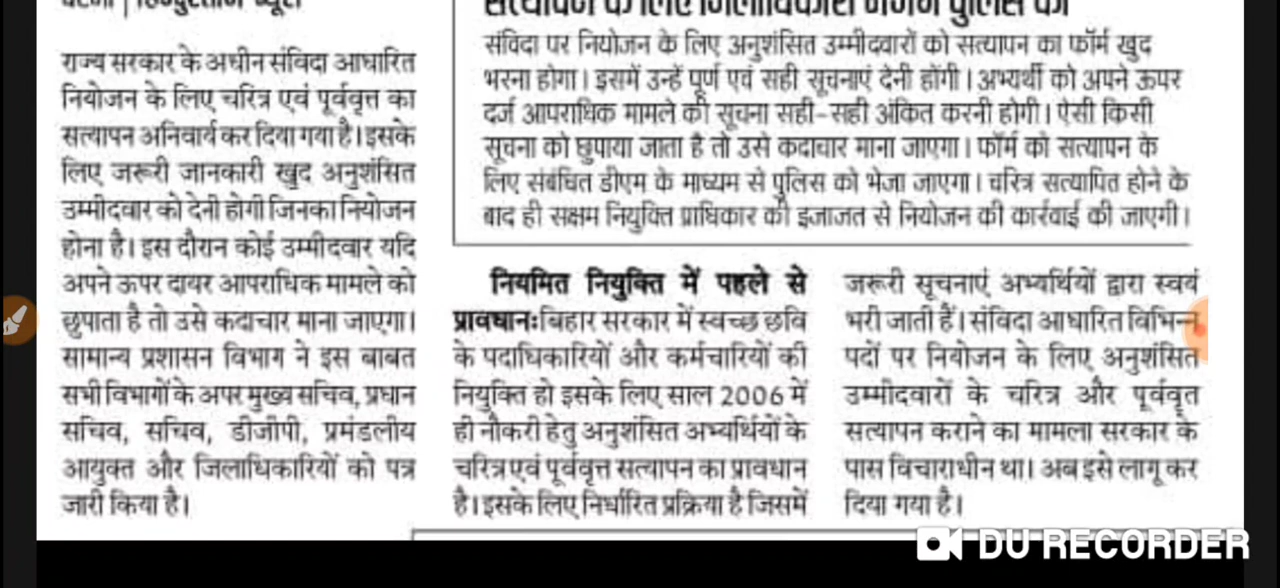 राज्य सरकार के अधीन संविदा आधारित
नियोजन के लिए चरित्र एवं पूर्ववृत्त का
सत्यापन अनिवार्य कर दिया गया है। इसके
लिए जरूरी जानकारी खुद अनुशंसित
उम्मीदवार को देनी होगी जिनका नियोजन
होना है। इस दौरान कोई उम्मीदवार यदि
अपने ऊपर दायर आपराधिक मामले को
छुपाता है तो उसे कदाचार माना जाएगा।
सामान्य प्रशासन विभाग ने इस बाबत
सभी विभागों के अपर मुख्य सचिव, प्रधान
सचिव, सचिव, डीजीपी, प्रमंडलीय
आयुक्त और जिलाधिकारियों को पत्र
जारी किया है।
संविदा पर नियोजन के लिए अनुशंसित उम्मीदवारों को सत्यापन का फॉर्म खुद
भरना होगा। इसमें उन्हें पूर्ण एवं सही सूचनाएं देनी होंगी। अभ्यर्थी को अपने ऊपर
दर्ज आपराधिक मामले की सूचना सही-सही अंकित करनी होगी। ऐसी किसी
सूचना को छुपाया जाता है तो उसे कदाचार माना जाएगा। फॉर्म को सत्यापन के
लिए संबंधित डीएम के माध्यम से पुलिस को भेजा जाएगा। चरित्र सत्यापित होने के
बाद ही सक्षम नियुक्ति प्राधिकार की इजाजत से नियोजन की कार्रवाई की जाएगी।
नियमित नियुक्ति में पहले से
प्रावधान: बिहार सरकार में स्वच्छ छवि
के पदाधिकारियों और कर्मचारियों की
नियुक्ति हो इसके लिए साल 2006 में
ही नौकरी हेतु अनुशंसित अभ्यर्थियों के
चरित्र एवं पूर्ववृत्त सत्यापन का प्रावधान
है। इसके लिए निर्धारित प्रक्रिया है जिसमें
जरूरी सूचनाएं अभ्यर्थियों द्वारा स्वयं
भरी जाती हैं। संविदा आधारित विभिन्न
पदों पर नियोजन के लिए अनुशंसित
उम्मीदवारों के चरित्र और पूर्ववृत
सत्यापन कराने का मामला सरकार के
पास विचाराधीन था। अब इसे लागू कर
दिया गया है।
DU RECORDER